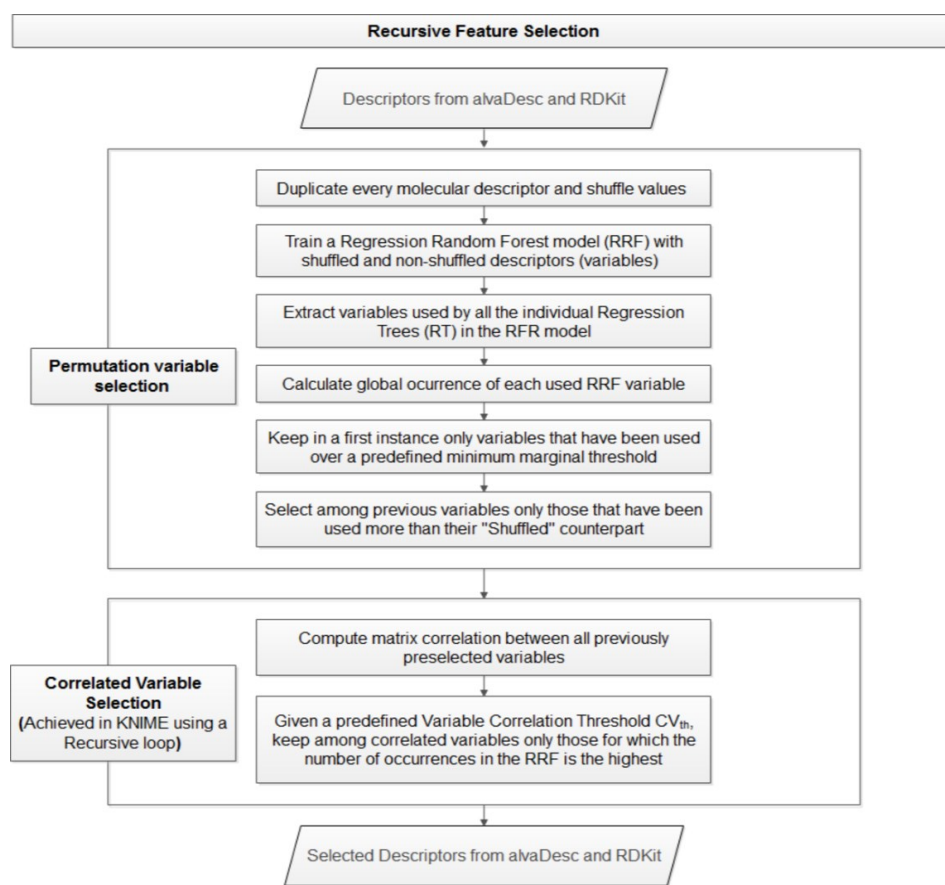 Recursive Feature Selection
Descriptors from alvaDesc and RDKit
Duplicate every molecular descriptor and shuffle values
Train a Regression Random Forest model (RRF) with
shuffled and non-shuffled descriptors (variables)
Extract variables used by all the individual Regression
Trees (RT) in the RFR model
Permutation variable
selection
Calculate global ocurrence of each used RRF variable
Keep in a first instance only variables that have been used
over a predefined minimum marginal threshold
Select among previous variables only those that have been
used more than their "Shuffled" counterpart
Compute matrix correlation between all previously
preselected variables
Correlated Variable
Selection
(Achieved in KNIME using a
Recursive loop)
Given a predefined Variable Correlation Threshold CVth,
keep among correlated variables only those for which the
number of occurrences in the RRF is the highest
Selected Descriptors from alvaDesc and RDKit